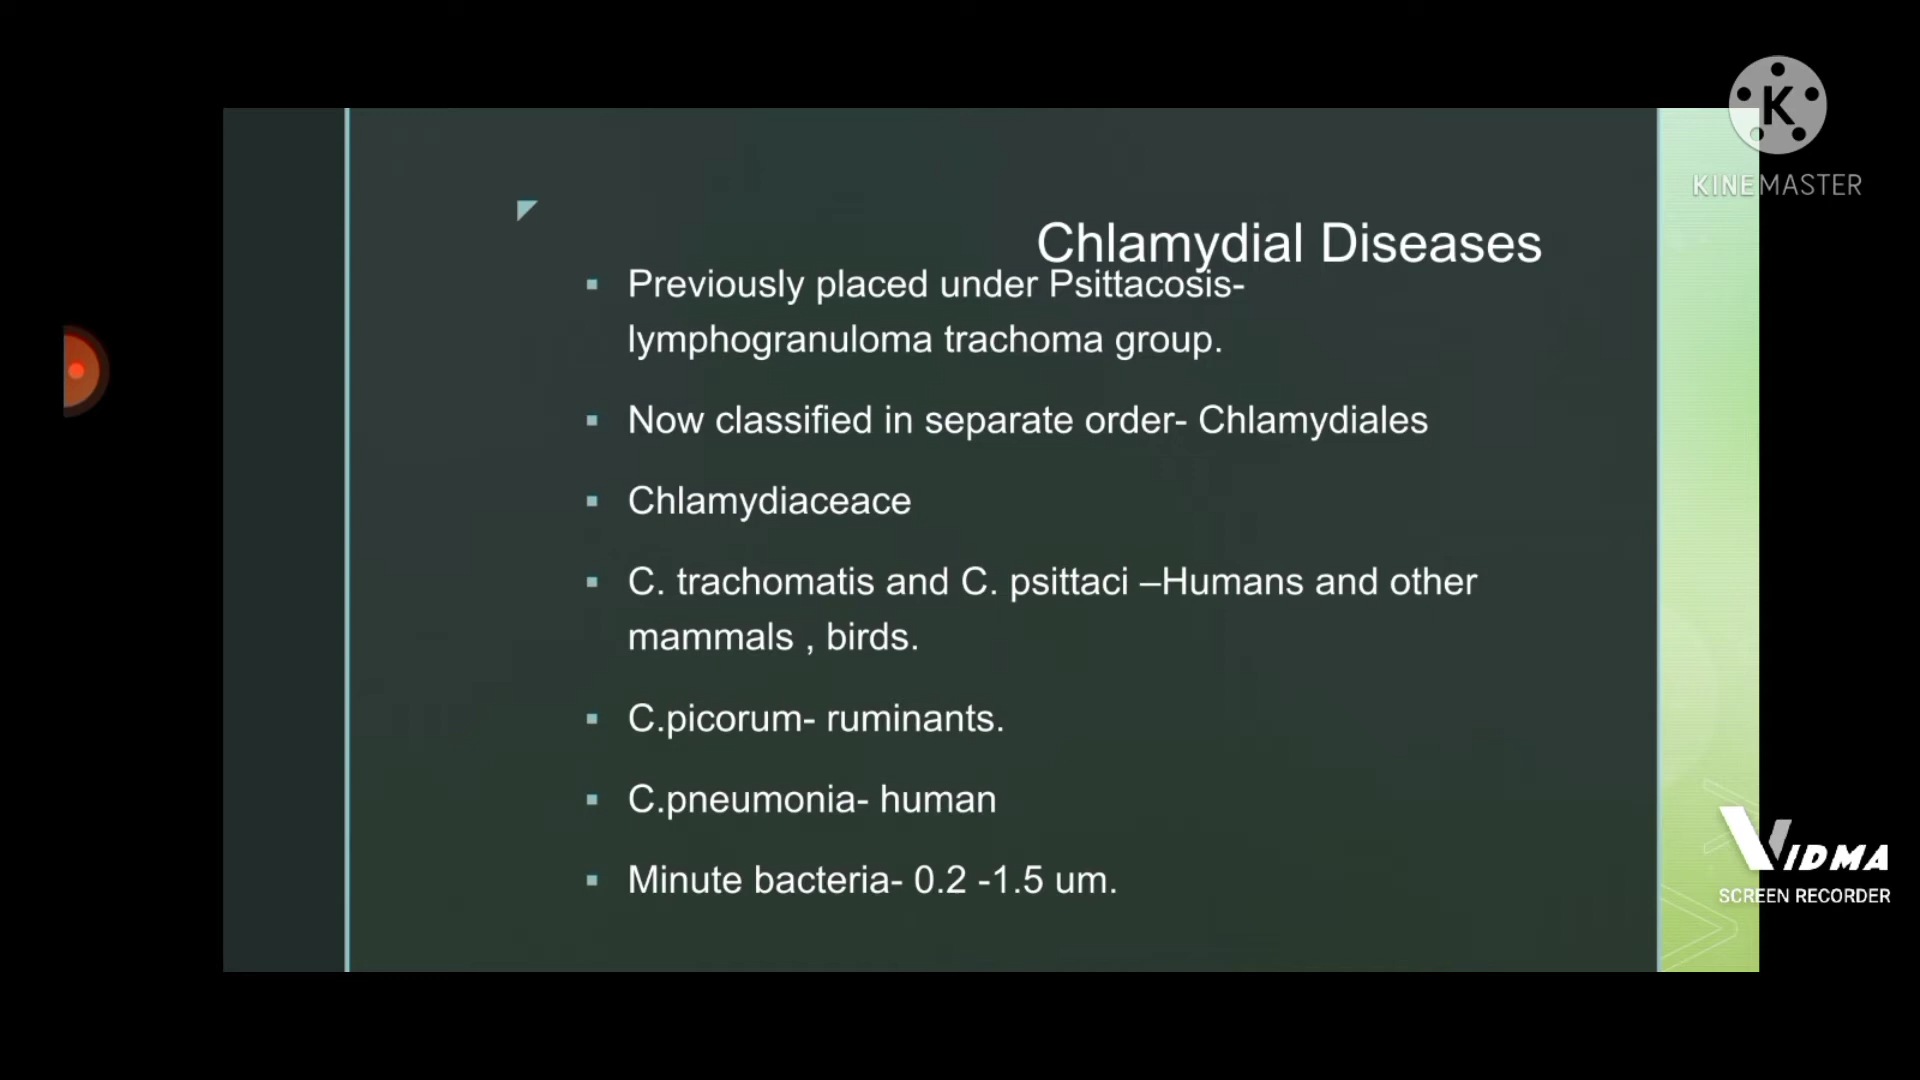 K
KINEMASTER
Chlamydial Diseases
▪ Previously placed under Psittacosis-
lymphogranuloma trachoma group.
▪ Now classified in separate order- Chlamydiales
▪ Chlamydiaceace
▪ C. trachomatis and C. psittaci –Humans and other
mammals , birds.
▪ C.picorum- ruminants.
▪ C.pneumonia- human
▪ Minute bacteria- 0.2 -1.5 um.
VIDMA
SCREEN RECORDER